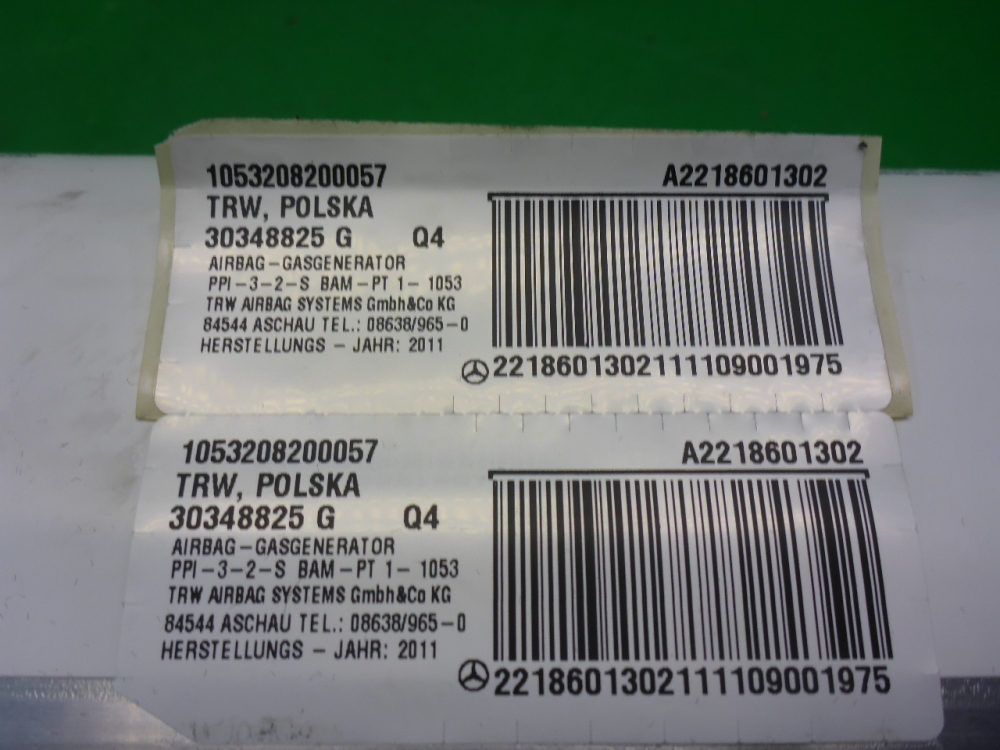 1053208200057 A2218601302
TRW, POLSKA
30348825 G Q4
AIRBAG-GASGENERATOR
PPI-3-2-S BAM-PT 1- 1053
TRW AIRBAG SYSTEMS Gmbh&Co KG
84544 ASCHAU TEL.: 08638/965-0
HERSTELLUNGS - JAHR: 2011
2218601302111109001975
1053208200057 A2218601302
TRW, POLSKA
30348825 G Q4
AIRBAG-GASGENERATOR
PPI-3-2-S BAM-PT 1- 1053
TRW AIRBAG SYSTEMS Gmbh&Co KG
84544 ASCHAU TEL.: 08638/965-0
HERSTELLUNGS - JAHR: 2011
2218601302111109001975